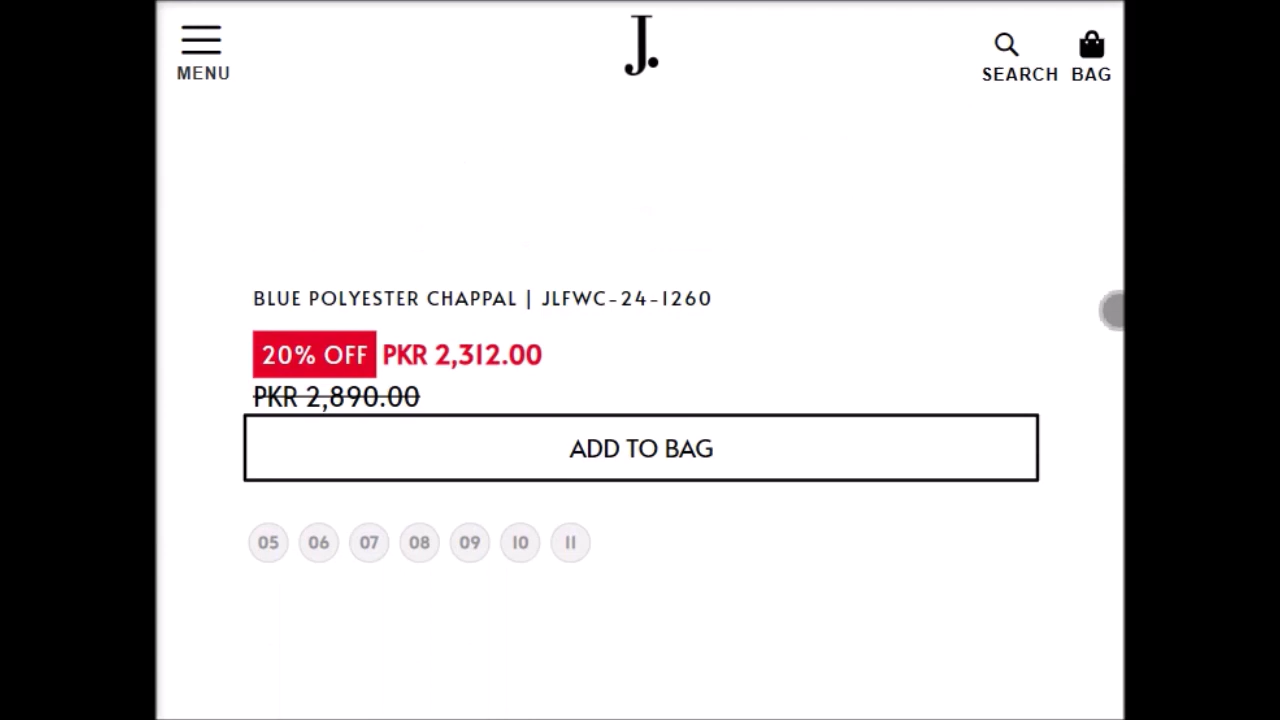 MENU
J.
SEARCH
BAG
BLUE POLYESTER CHAPPAL | JLFWC-24-1260
20% OFF PKR 2,312.00
PKR 2,890.00
ADD TO BAG
05 06 07 08 09 10 11